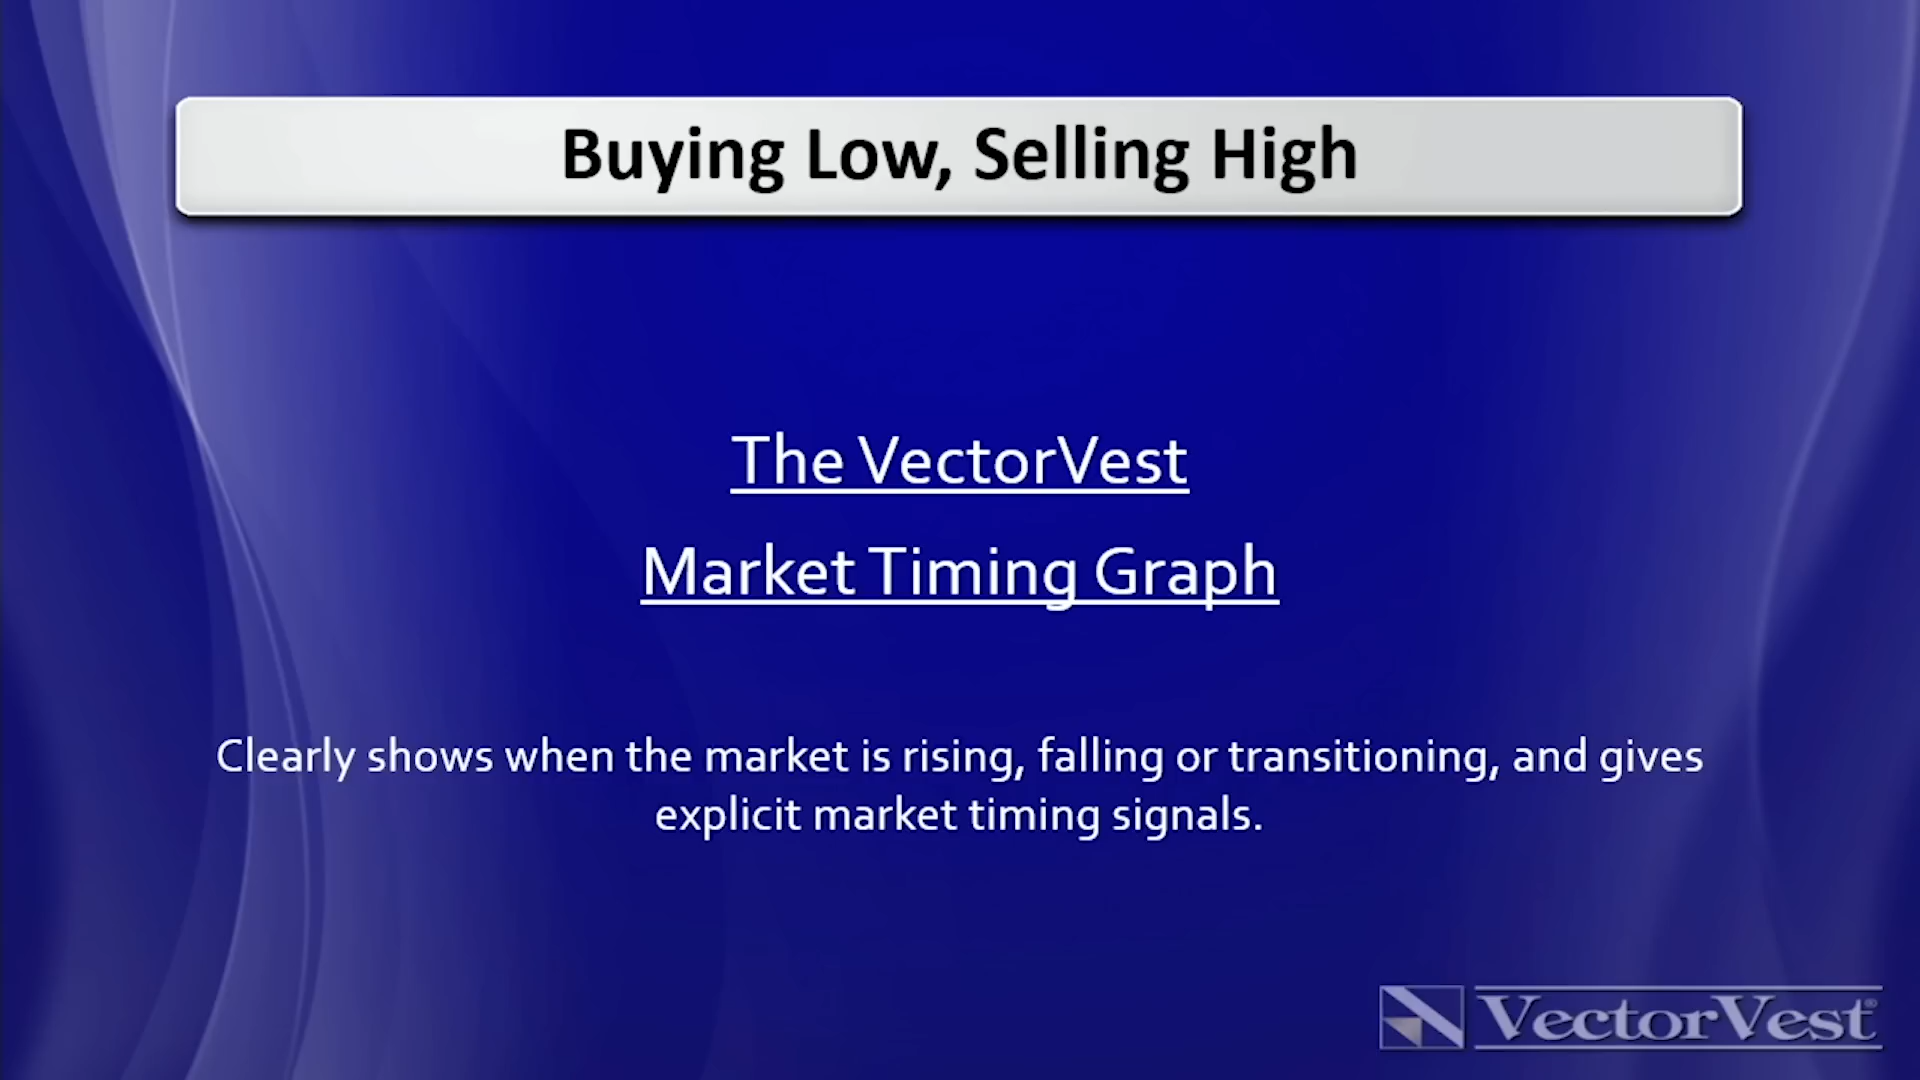 Buying Low, Selling High
The VectorVest
Market Timing Graph
Clearly shows when the market is rising, falling or transitioning, and gives
explicit market timing signals.
VectorVest®